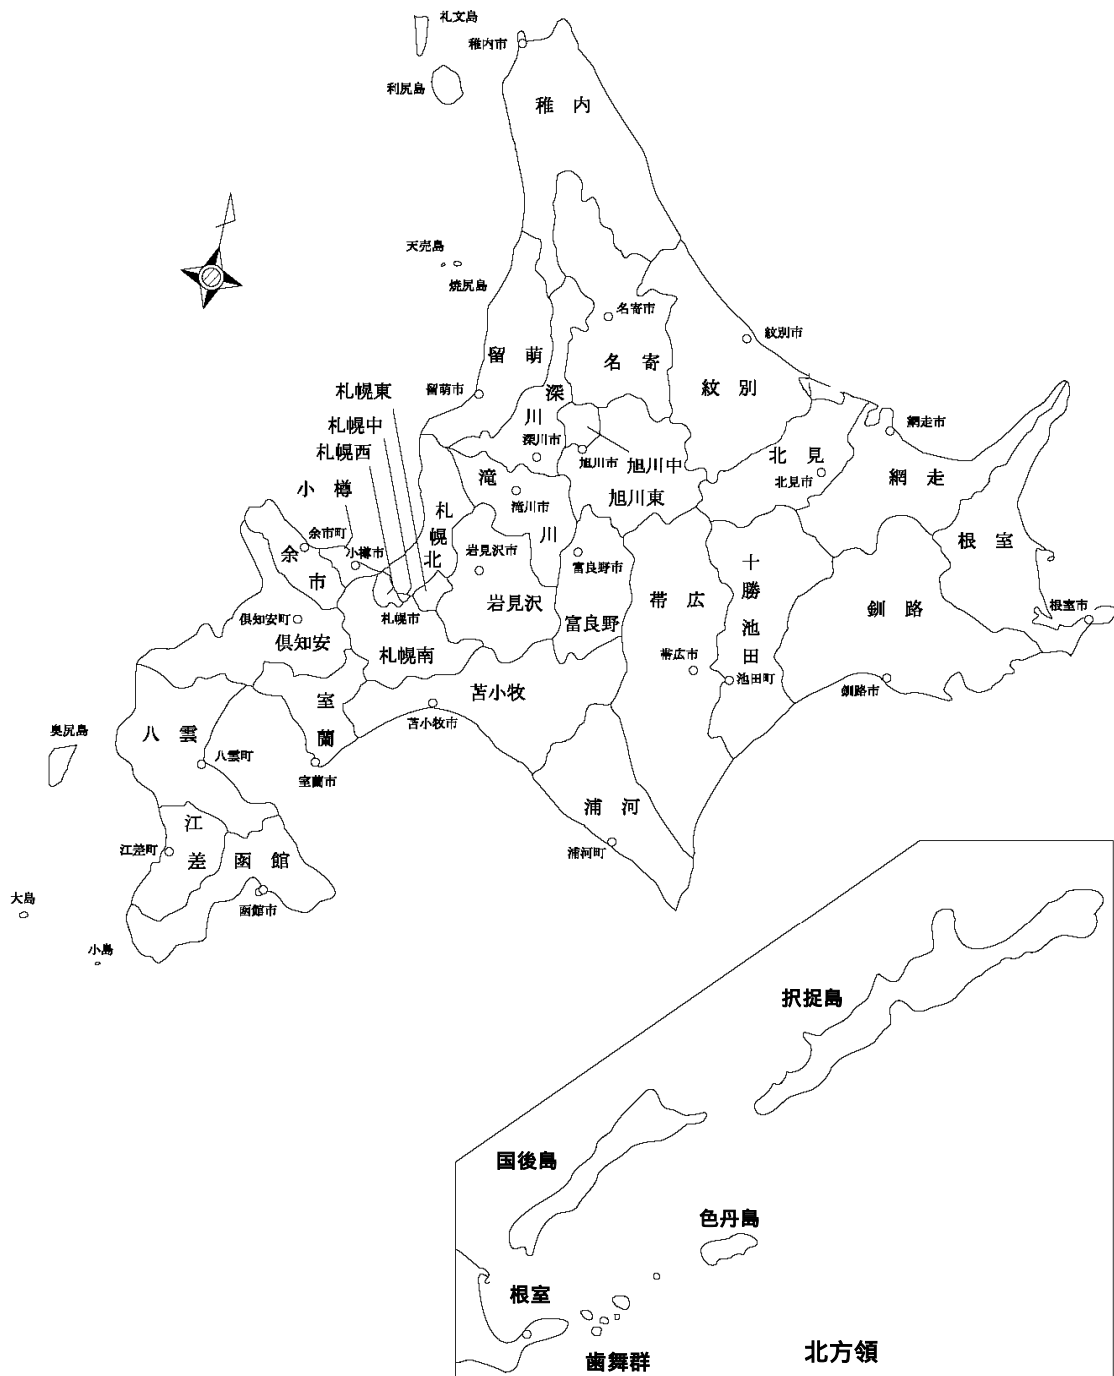 礼文島
稚内市
利尻島
稚内
天売島
焼尻島
名寄市
紋別市
留萌
名寄
札幌東
留萌市
深川
紋別
札幌中
網走市
札幌西
深川市
旭川市
旭川中
北見
北見市
網走
小樽
滝川
滝川市
旭川東
札幌北
余市町
余市
小樽市
岩見沢市
富良野市
根室
十勝池田
岩見沢
帯広
釧路
倶知安町
札幌市
富良野
根室市
倶知安
札幌南
帯広市
池田町
釧路市
室蘭
苫小牧
苫小牧市
奥尻島
八雲
八雲町
室蘭市
浦河
江差
江差町
函館
浦河町
大島
函館市
小島
択捉島
国後島
色丹島
根室
歯舞群
北方領